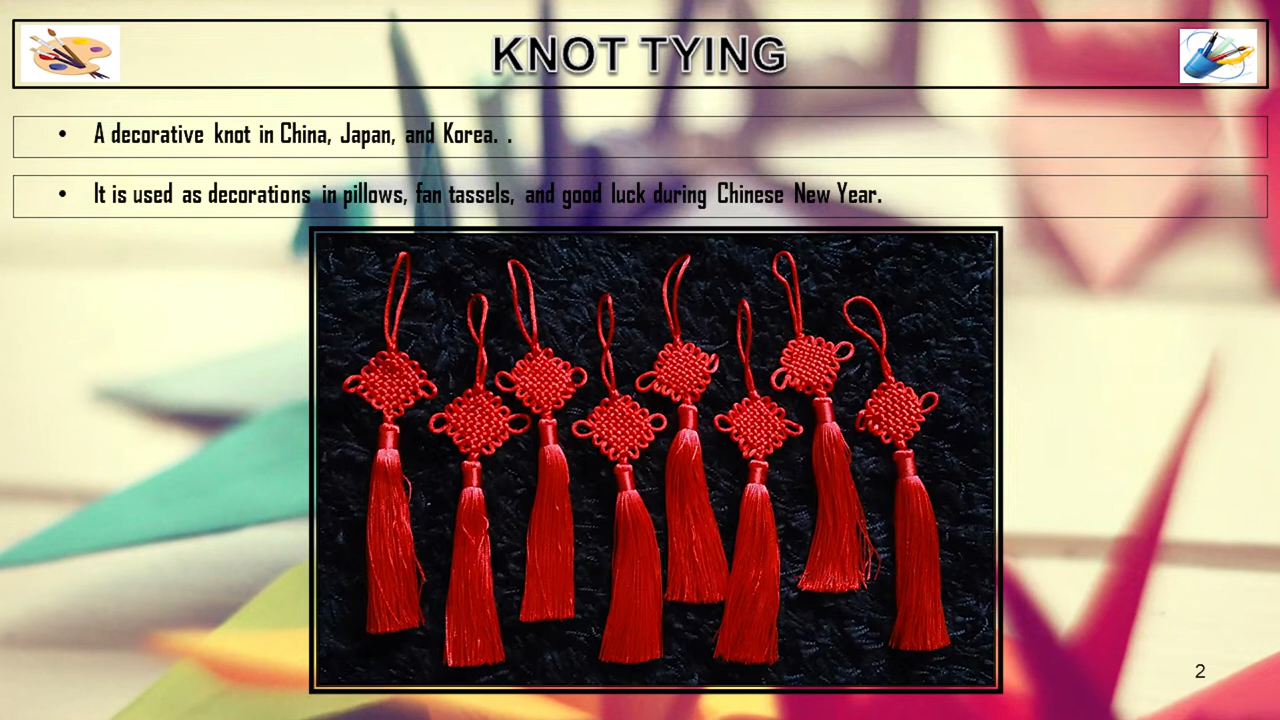 KNOT TYING
• A decorative knot in China, Japan, and Korea. .
• It is used as decorations in pillows, fan tassels, and good luck during Chinese New Year.
2